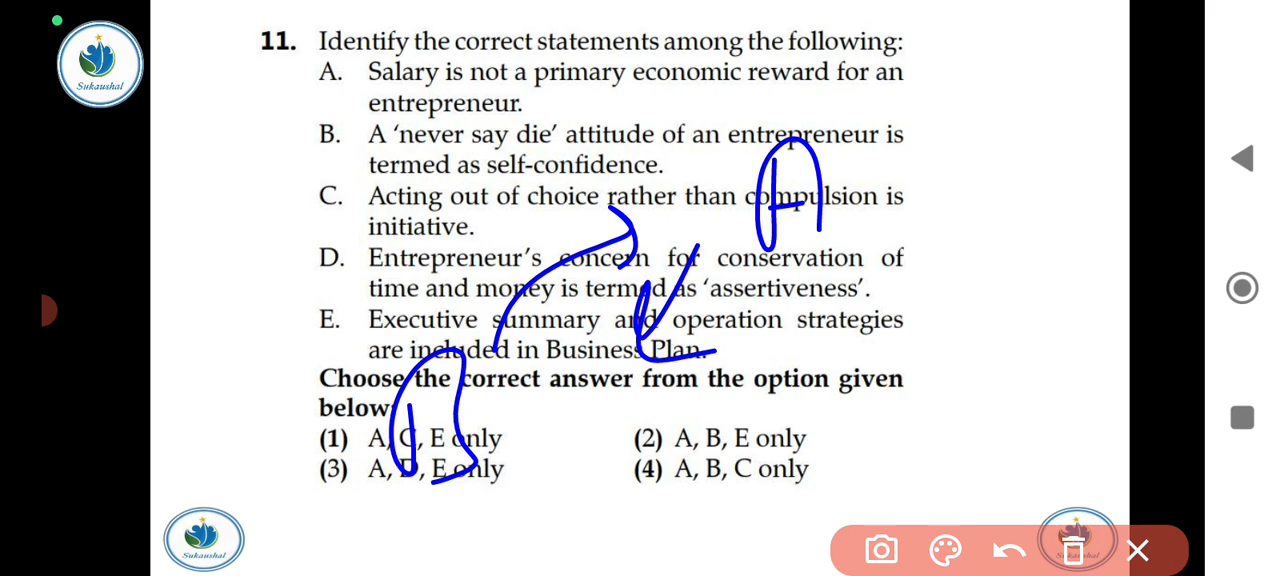 Sukaushal
11. Identify the correct statements among the following:
A. Salary is not a primary economic reward for an
entrepreneur.
B. A ‘never say die’ attitude of an entrepreneur is
termed as self-confidence.
C. Acting out of choice rather than compulsion is
initiative.
D. Entrepreneur’s concern for conservation of
time and money is termed as ‘assertiveness’.
E. Executive summary and operation strategies
are included in Business Plan.
Choose the correct answer from the option given
below:
(1) A, C, E only (2) A, B, E only
(3) A, D, E only (4) A, B, C only
Sukaushal
Sukaushal